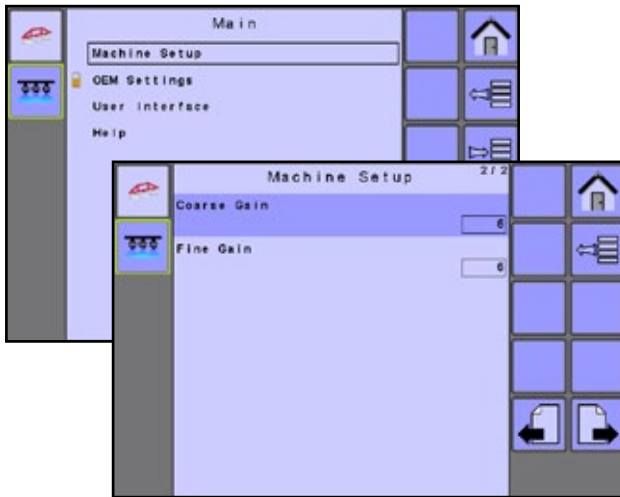 Main
Machine Setup
OEM Settings
User Interface
Help
Machine Setup 2/2
Coarse Gain
6
Fine Gain
6